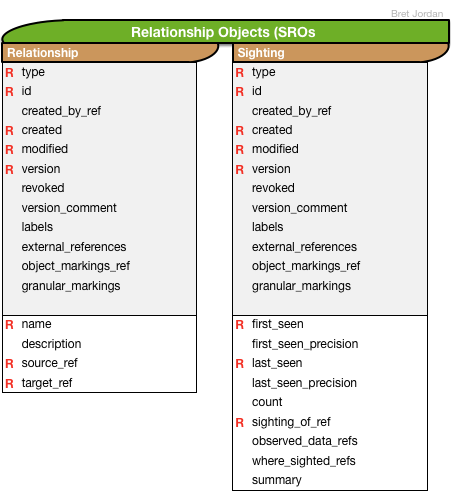 Bret Jordan
Relationship Objects (SROs
Relationship
R type
R id
created_by_ref
R created
R modified
R version
revoked
version_comment
labels
external_references
object_markings_ref
granular_markings
R name
description
R source_ref
R target_ref
Sighting
R type
R id
created_by_ref
R created
R modified
R version
revoked
version_comment
labels
external_references
object_markings_ref
granular_markings
R first_seen
first_seen_precision
R last_seen
last_seen_precision
count
R sighting_of_ref
observed_data_refs
where_sighted_refs
summary